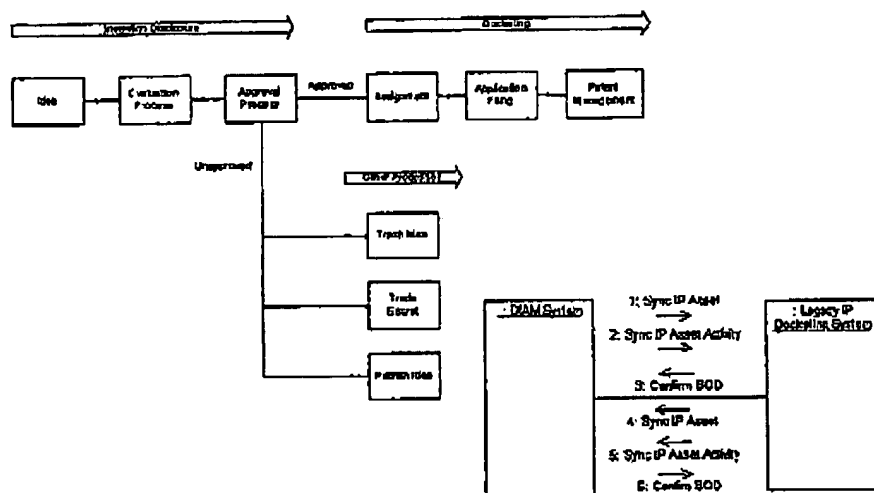 Invention Disclosure
Docketing
Idea
Evaluation
Process
Approval
Process
Approved
Assignment
Application
Filing
Patent
Management
Unapproved
Other Processes
Trash Idea
Trade
Secret
Publish Idea
: DIAM System
1: Sync IP Asset
2: Sync IP Asset Activity
3: Confirm BOD
4: Sync IP Asset
5: Sync IP Asset Activity
6: Confirm BOD
: Legacy IP
Docketing System